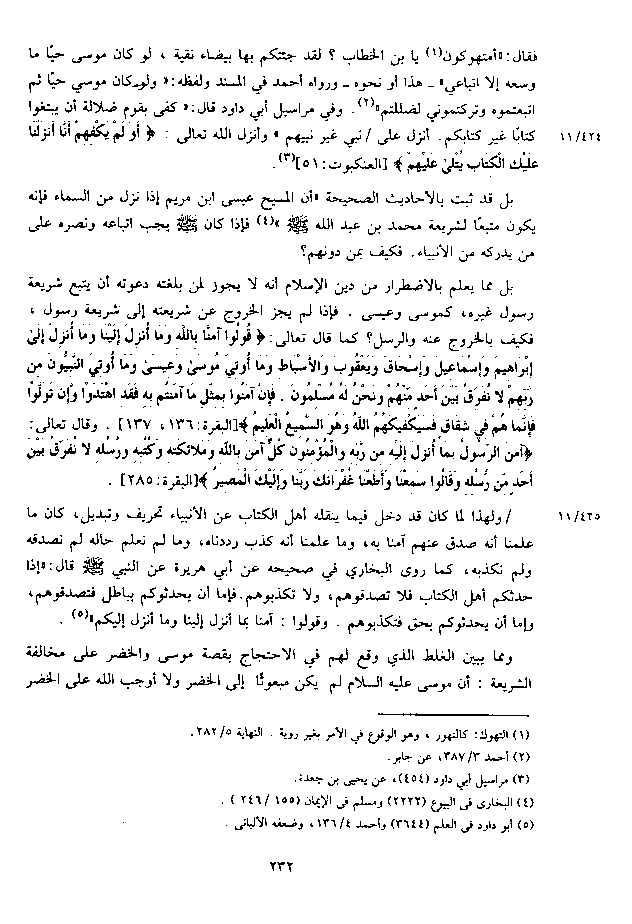 فقال: «أمتهوكون(١) يا بن الخطاب ؟ لقد جئتكم بها بيضاء نقية ، لو كان موسى حيًا ما
وسعه إلا اتباعي» ـ هذا أو نحوه ـ ورواه أحمد في المسند ولفظه: « ولو كان موسى حيًا ثم
اتبعتموه وتركتموني لضللتم»(٢). وفي مراسيل أبي داود قال: « كفى بقوم ضلالة أن يبتغوا
١١/٤٢٤ كتابًا غير كتابكم. أنزل على / نبي غير نبيهم » وأنزل الله تعالى : ﴿ أَوَ لَمْ يَكْفِهِمْ أَنَّا أَنزَلْنَا
عَلَيْكَ الْكِتَابَ يُتْلَىٰ عَلَيْهِمْ ﴾ [العنكبوت: ٥١](٣).
بل قد ثبت بالأحاديث الصحيحة «أن المسيح عيسى ابن مريم إذا نزل من السماء فإنه
يكون متبعًا لشريعة محمد بن عبد الله ﷺ »(٤) فإذا كان ﷺ يجب اتباعه ونصره على
من يدركه من الأنبياء. فكيف بمن دونهم؟
بل مما يعلم بالاضطرار من دين الإسلام أنه لا يجوز لمن بلغته دعوته أن يتبع شريعة
رسول غيره، كموسى وعيسى . فإذا لم يجز الخروج عن شريعته إلى شريعة رسول ،
فكيف بالخروج عنه والرسل؟ كما قال تعالى: ﴿ قُولُوا آمَنَّا بِاللَّهِ وَمَا أُنزِلَ إِلَيْنَا وَمَا أُنزِلَ إِلَىٰ
إِبْرَاهِيمَ وَإِسْمَاعِيلَ وَإِسْحَاقَ وَيَعْقُوبَ وَالأَسْبَاطِ وَمَا أُوتِيَ مُوسَىٰ وَعِيسَىٰ وَمَا أُوتِيَ النَّبِيُّونَ مِن
رَّبِّهِمْ لا نُفَرِّقُ بَيْنَ أَحَدٍ مِّنْهُمْ وَنَحْنُ لَهُ مُسْلِمُونَ . فَإِنْ آمَنُوا بِمِثْلِ مَا آمَنتُم بِهِ فَقَدِ اهْتَدَوا وَّإِن تَوَلَّوْا
فَإِنَّمَا هُمْ فِي شِقَاقٍ فَسَيَكْفِيكَهُمُ اللَّهُ وَهُوَ السَّمِيعُ الْعَلِيمُ ﴾[البقرة: ١٣٦، ١٣٧] . وقال تعالى:
﴿آمَنَ الرَّسُولُ بِمَا أُنزِلَ إِلَيْهِ مِن رَّبِّهِ وَالْمُؤْمِنُونَ كُلٌّ آمَنَ بِاللَّهِ وَمَلائِكَتِهِ وَكُتُبِهِ وَرُسُلِهِ لا نُفَرِّقُ بَيْنَ
أَحَدٍ مِّن رُّسُلِهِ وَقَالُوا سَمِعْنَا وَأَطَعْنَا غُفْرَانَكَ رَبَّنَا وَإِلَيْكَ الْمَصِيرُ ﴾[البقرة: ٢٨٥] .
١١/٤٢٥ / ولهذا لما كان قد دخل فيما ينقله أهل الكتاب عن الأنبياء تحريف وتبديل، كان ما
علمنا أنه صدق عنهم آمنا به، وما علمنا أنه كذب رددناه، وما لم نعلم حاله لم نصدقه
ولم نكذبه، كما روى البخاري في صحيحه عن أبي هريرة عن النبي ﷺ قال: «إذا
حدثكم أهل الكتاب فلا تصدقوهم، ولا تكذبوهم. فإما أن يحدثوكم بباطل فتصدقوهم،
وإما أن يحدثوكم بحق فتكذبوهم . وقولوا : آمنا بما أنزل إلينا وما أنزل إليكم»(٥) .
ومما يبين الغلط الذي وقع لهم في الاحتجاج بقصة موسى والخضر على مخالفة
الشريعة : أن موسى عليه السلام لم يكن مبعوثًا إلى الخضر ولا أوجب الله على الخضر
(١) التهوك: كالتهور ، وهو الوقوع في الأمر بغير روية . النهاية ٥/ ٢٨٢.
(٢) أحمد ٣/ ٣٨٧، عن جابر.
(٣) مراسيل أبي داود (٤٥٤)، عن يحيى بن جعدة.
(٤) البخاري في البيوع (٢٢٢٢) ومسلم في الإيمان (١٥٥ / ٢٤٦ ) .
(٥) أبو داود في العلم (٣٦٤٤) وأحمد ٤/ ١٣٦، وضعفه الألباني .
٢٣٢